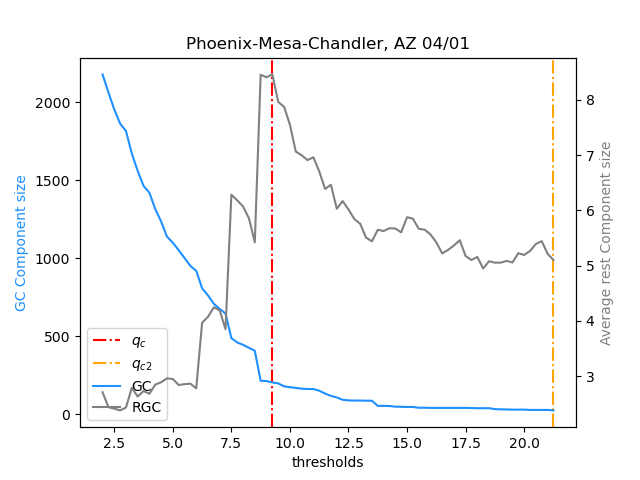 Phoenix-Mesa-Chandler, AZ 04/01
GC Component size
2000
1500
1000
500
0
8
7
6
5
4
3
Average rest Component size
q_c
q_c2
GC
RGC
2.5 5.0 7.5 10.0 12.5 15.0 17.5 20.0
thresholds